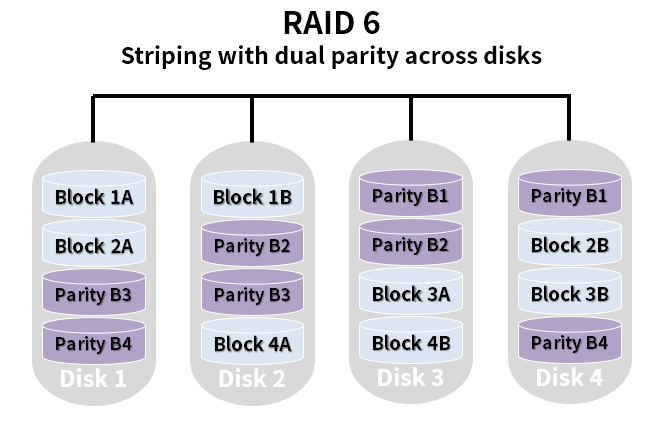 RAID 6
Striping with dual parity across disks
Block 1A
Block 1B
Parity B1
Parity B1
Block 2A
Parity B2
Parity B2
Block 2B
Parity B3
Parity B3
Block 3A
Block 3B
Parity B4
Block 4A
Block 4B
Parity B4
Disk 1
Disk 2
Disk 3
Disk 4